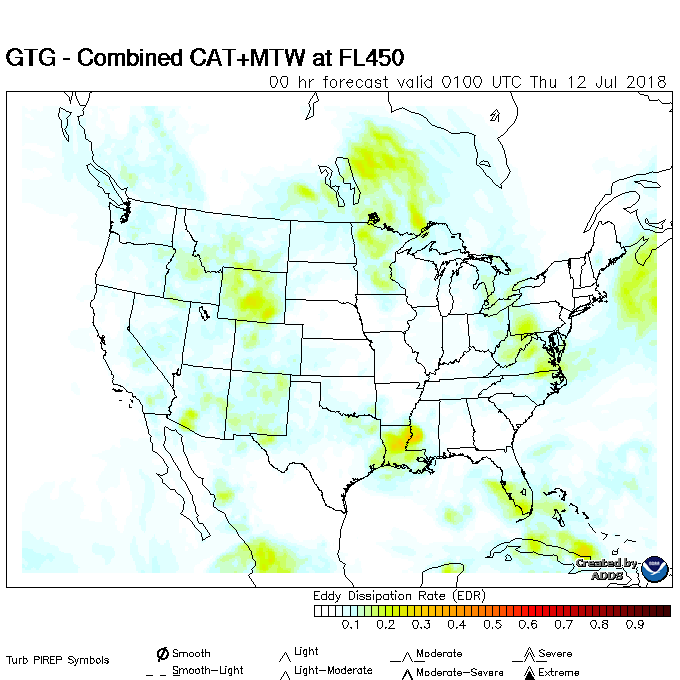 GTG - Combined CAT+MTW at FL450
00 hr forecast valid 0100 UTC Thu 12 Jul 2018
Created by
ADDS
Eddy Dissipation Rate (EDR)
0.1 0.2 0.3 0.4 0.5 0.6 0.7 0.8 0.9
Turb PIREP Symbols
Smooth
Light
Moderate
Severe
Smooth-Light
Light-Moderate
Moderate-Severe
Extreme